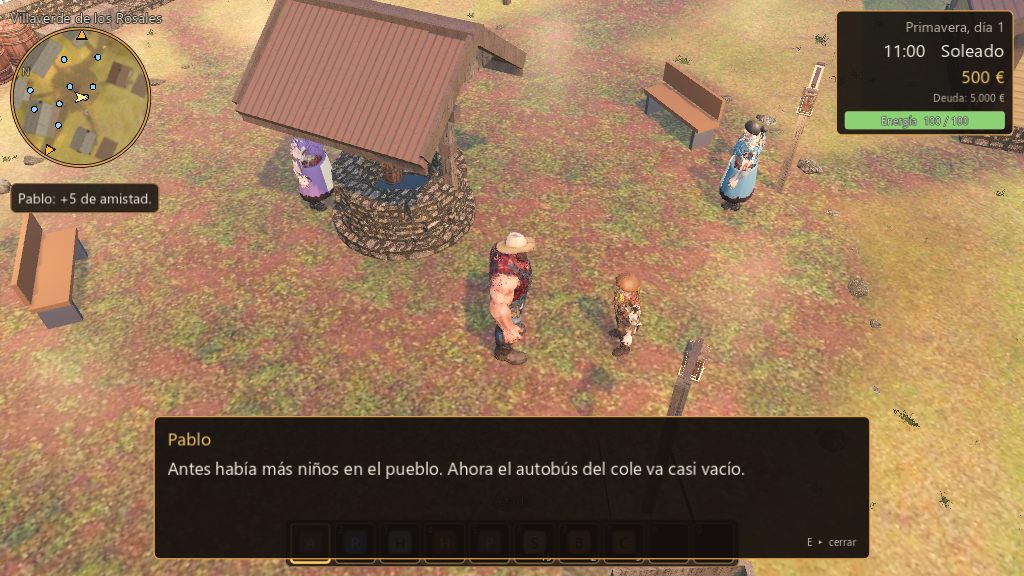 Villaverde de los Rosales
N
Primavera, día 1
11:00 Soleado
500 €
Deuda: 5.000 €
Energía 100 / 100
Pablo: +5 de amistad.
Pablo
Antes había más niños en el pueblo. Ahora el autobús del cole va casi vacío.
E ▸ cerrar